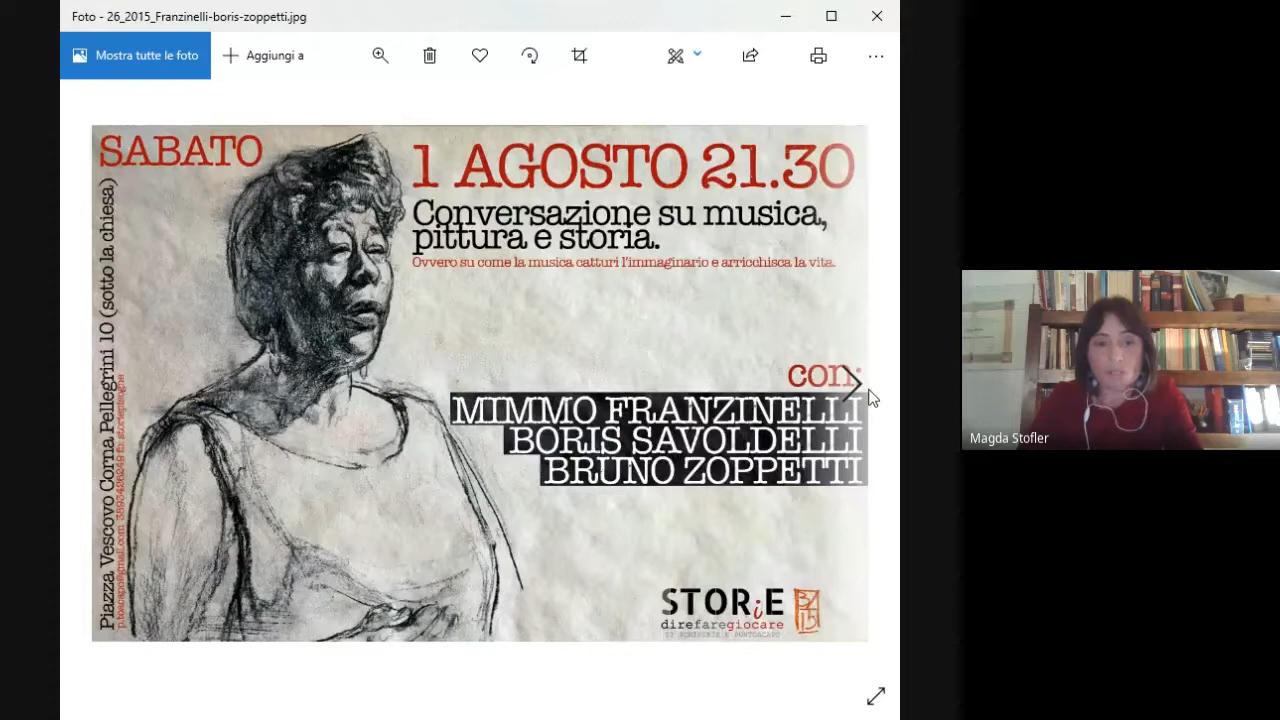 Foto - 26_2015_Franzinelli-boris-zoppetti.jpg
Mostra tutte le foto
Aggiungi a
SABATO
1 AGOSTO 21.30
Conversazione su musica,
pittura e storia.
Ovvero su come la musica catturi l'immaginario e arricchisca la vita.
Piazza Vescovo Corna Pellegrini 10 (sotto la chiesa)
con:
MIMMO FRANZINELLI
BORIS SAVOLDELLI
BRUNO ZOPPETTI
STORiE
direfaregiocare
Magda Stofler